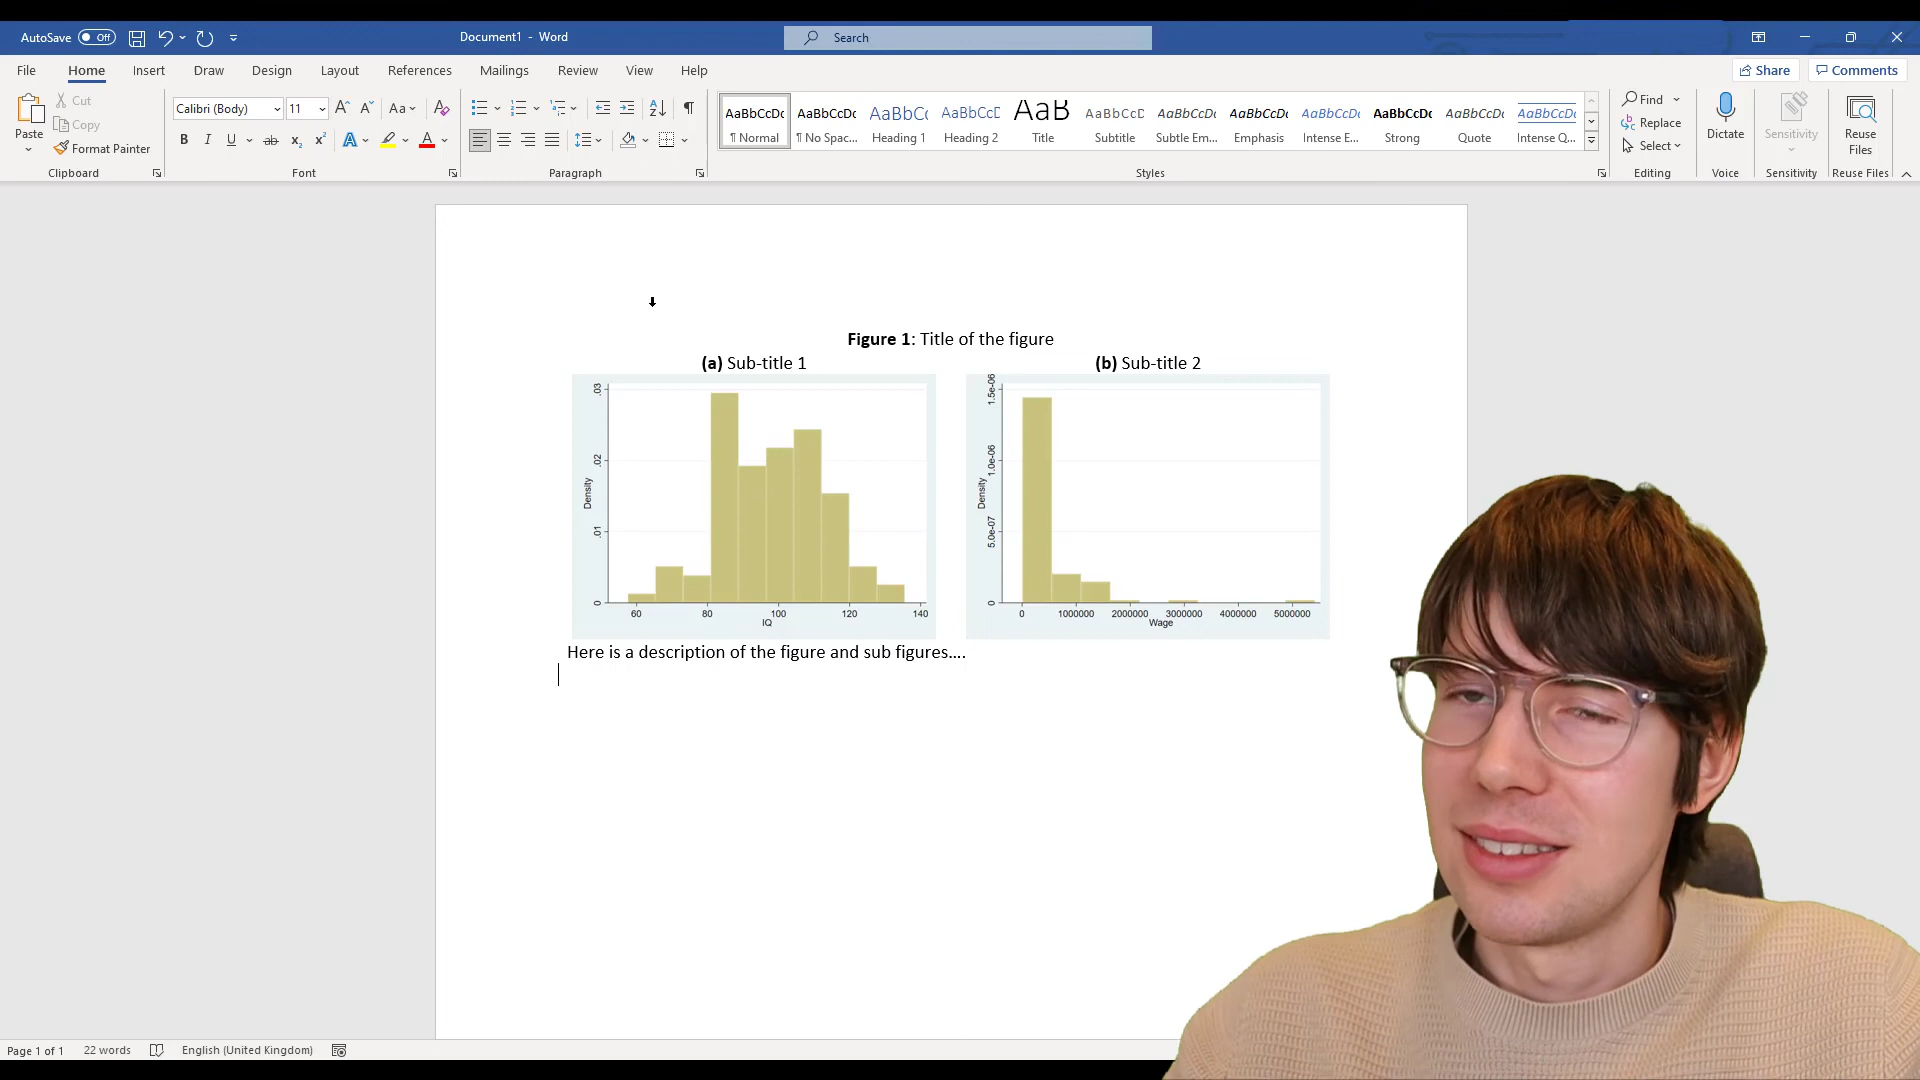 AutoSave Off Document1 - Word Search
File Home Insert Draw Design Layout References Mailings Review View Help Share Comments
Paste Cut Copy Format Painter
Clipboard
Calibri (Body) 11 Aa
B I U ab x₂ x² A A
Font
Paragraph
AaBbCcDc AaBbCcDc AaBbCc AaBbCcD AaB AaBbCcD AaBbCcDc AaBbCcDc AaBbCcDc AaBbCcDc AaBbCcDc AaBbCcDc
¶ Normal ¶ No Spac... Heading 1 Heading 2 Title Subtitle Subtle Em... Emphasis Intense E... Strong Quote Intense Q...
Styles
Find
Replace
Select
Editing
Dictate
Voice
Sensitivity
Sensitivity
Reuse Files
Reuse Files
Figure 1: Title of the figure
(a) Sub-title 1
(b) Sub-title 2
.03
.02
.01
0
Density
60 80 100 120 140
IQ
1.5e-06
1.0e-06
5.0e-07
0
Density
0 1000000 2000000 3000000 4000000 5000000
Wage
Here is a description of the figure and sub figures....
Page 1 of 1 22 words English (United Kingdom)